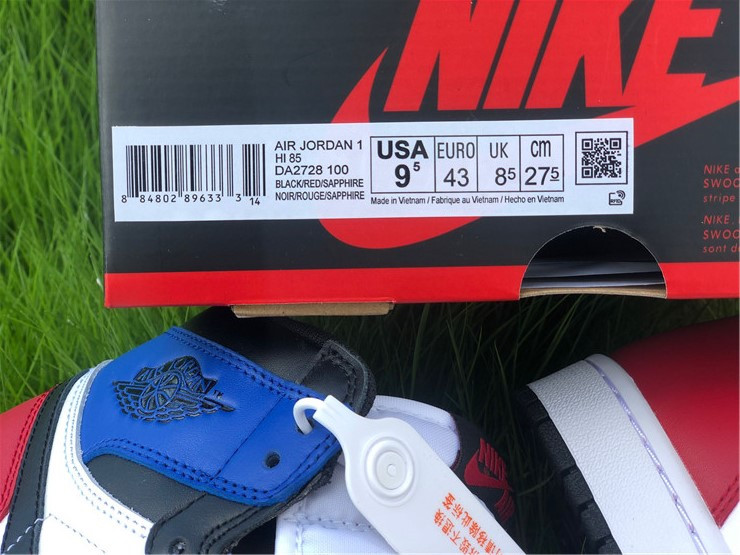 NIKE
AIR JORDAN 1
HI 85
DA2728 100
BLACK/RED/SAPPHIRE
NOIR/ROUGE/SAPPHIRE
8 84802 89633 3 14
USA EURO UK cm
9⁵ 43 8⁵ 27⁵
Made in Vietnam / Fabrique au Vietnam / Hecho en Vietnam
NIKE
SWOO
stripe
NIKE
SWOO
sont d
NIKE